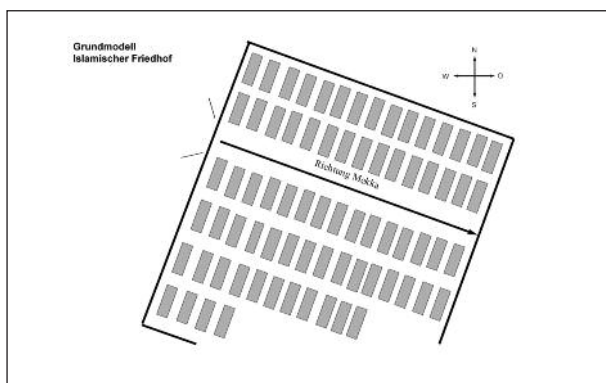 Grundmodell
Islamischer Friedhof
N
W
O
S
Richtung Mekka